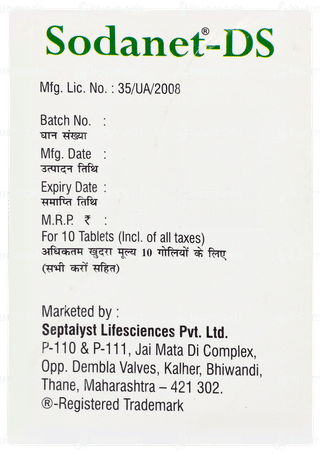 Sodanet®-DS
Mfg. Lic. No. : 35/UA/2008
Batch No. :
घान संख्या
Mfg. Date :
उत्पादन तिथि
Expiry Date :
समाप्ति तिथि
M.R.P. ₹ :
For 10 Tablets (Incl. of all taxes)
अधिकतम खुदरा मूल्य 10 गोलियों के लिए
(सभी करों सहित)
Marketed by :
Septalyst Lifesciences Pvt. Ltd.
P-110 & P-111, Jai Mata Di Complex,
Opp. Dembla Valves, Kalher, Bhiwandi,
Thane, Maharashtra – 421 302.
®-Registered Trademark